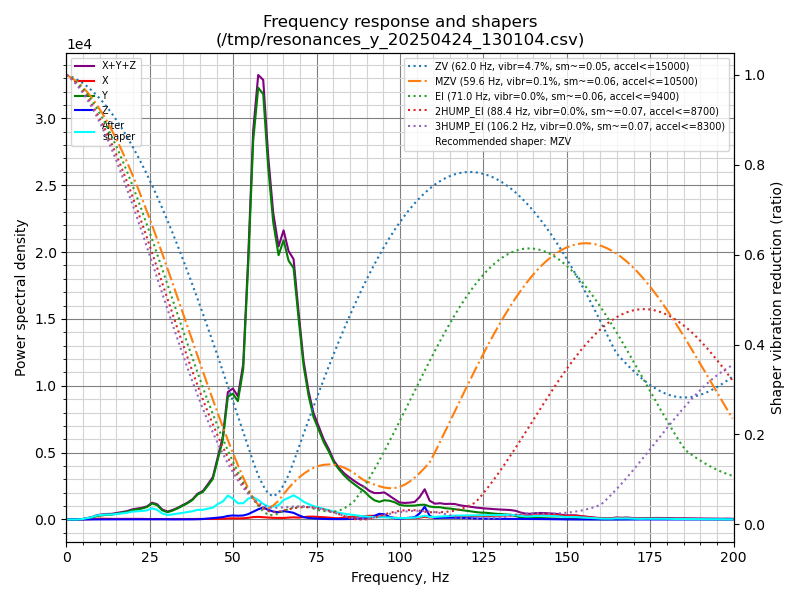 Frequency response and shapers
(/tmp/resonances_y_20250424_130104.csv)
1e4
X+Y+Z
X
Y
Z
After
shaper
ZV (62.0 Hz, vibr=4.7%, sm~=0.05, accel<=15000)
MZV (59.6 Hz, vibr=0.1%, sm~=0.06, accel<=10500)
EI (71.0 Hz, vibr=0.0%, sm~=0.06, accel<=9400)
2HUMP_EI (88.4 Hz, vibr=0.0%, sm~=0.07, accel<=8700)
3HUMP_EI (106.2 Hz, vibr=0.0%, sm~=0.07, accel<=8300)
Recommended shaper: MZV
3.0
2.5
2.0
1.5
1.0
0.5
0.0
Power spectral density
1.0
0.8
0.6
0.4
0.2
0.0
Shaper vibration reduction (ratio)
0 25 50 75 100 125 150 175 200
Frequency, Hz